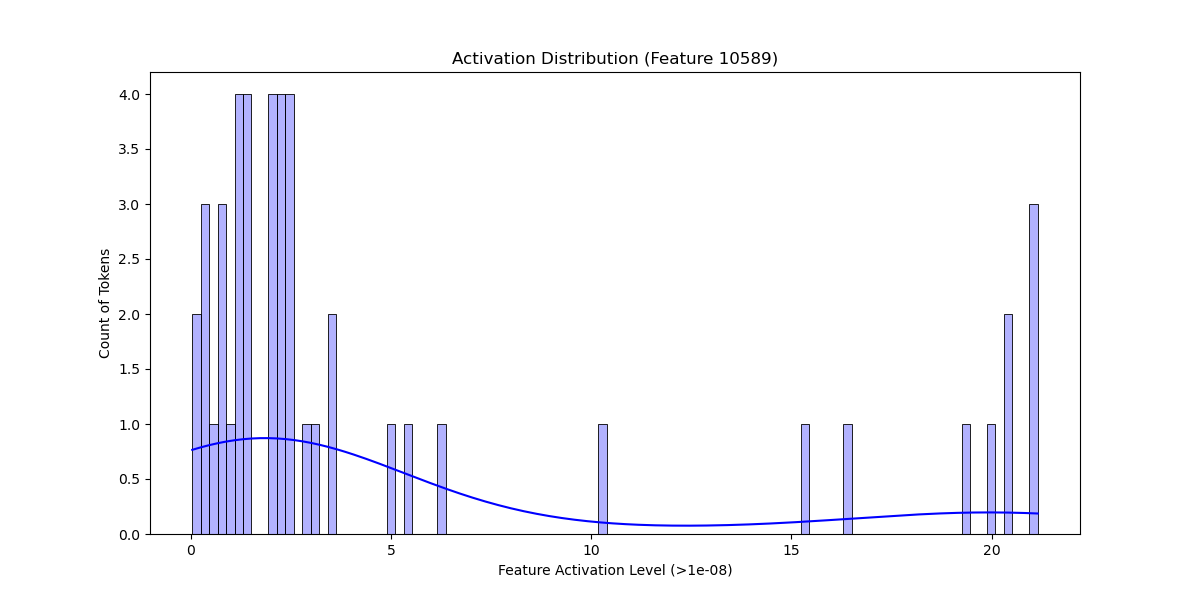 Activation Distribution (Feature 10589)
4.0
3.5
3.0
2.5
2.0
1.5
1.0
0.5
0.0
Count of Tokens
0 5 10 15 20
Feature Activation Level (>1e-08)